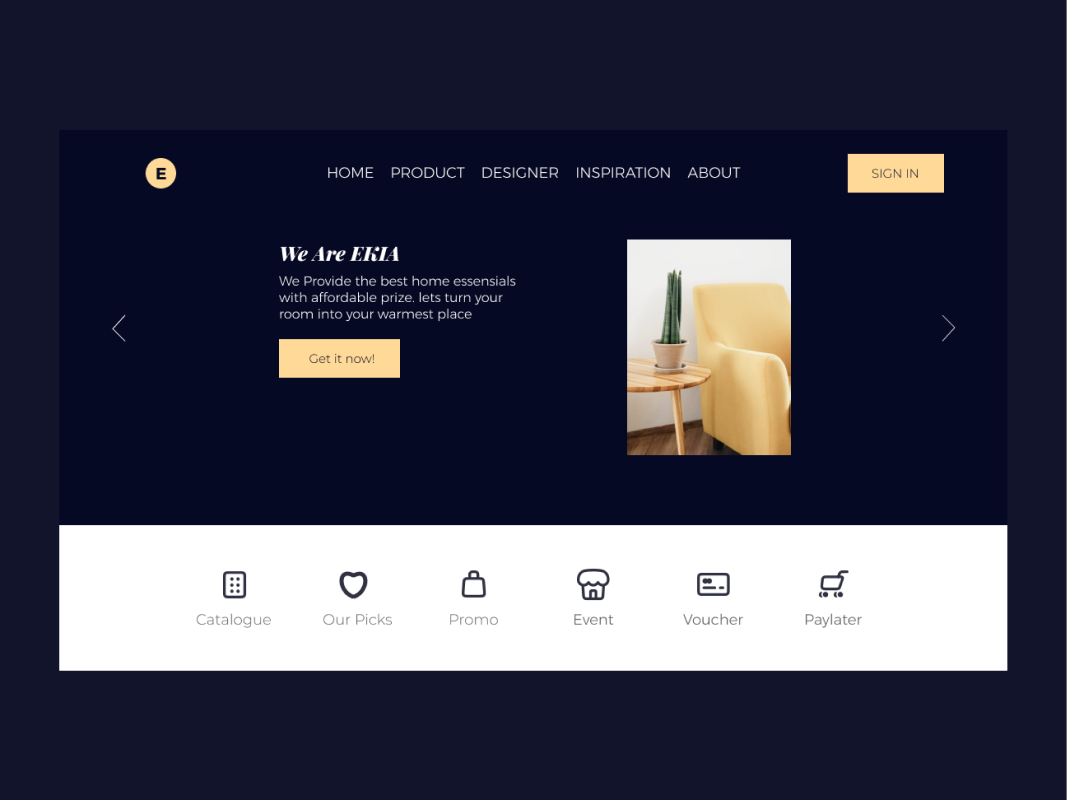 E
HOME PRODUCT DESIGNER INSPIRATION ABOUT
SIGN IN
We Are EKIA
We Provide the best home essensials
with affordable prize. lets turn your
room into your warmest place
Get it now!
Catalogue
Our Picks
Promo
Event
Voucher
Paylater